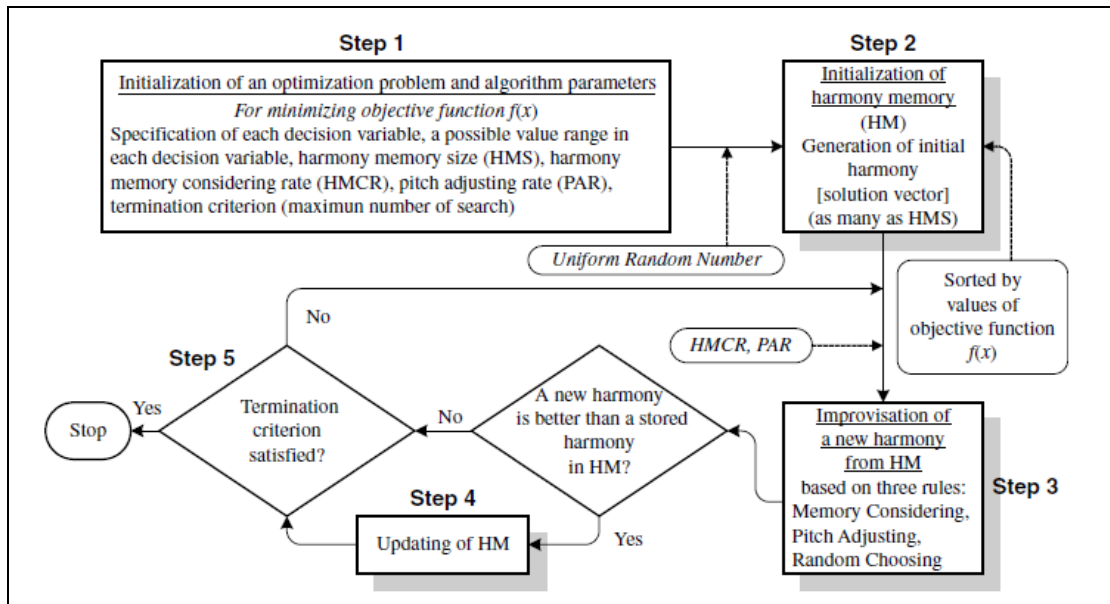 Step 1
Initialization of an optimization problem and algorithm parameters
For minimizing objective function f(x)
Specification of each decision variable, a possible value range in
each decision variable, harmony memory size (HMS), harmony
memory considering rate (HMCR), pitch adjusting rate (PAR),
termination criterion (maximun number of search)
Step 2
Initialization of
harmony memory
(HM)
Generation of initial
harmony
[solution vector]
(as many as HMS)
Uniform Random Number
Sorted by
values of
objective function
f(x)
HMCR, PAR
Improvisation of
a new harmony
from HM
based on three rules:
Memory Considering,
Pitch Adjusting,
Random Choosing
Step 3
A new harmony
is better than a stored
harmony
in HM?
No
Yes
Step 4
Updating of HM
Step 5
Termination
criterion
satisfied?
No
Yes
Stop